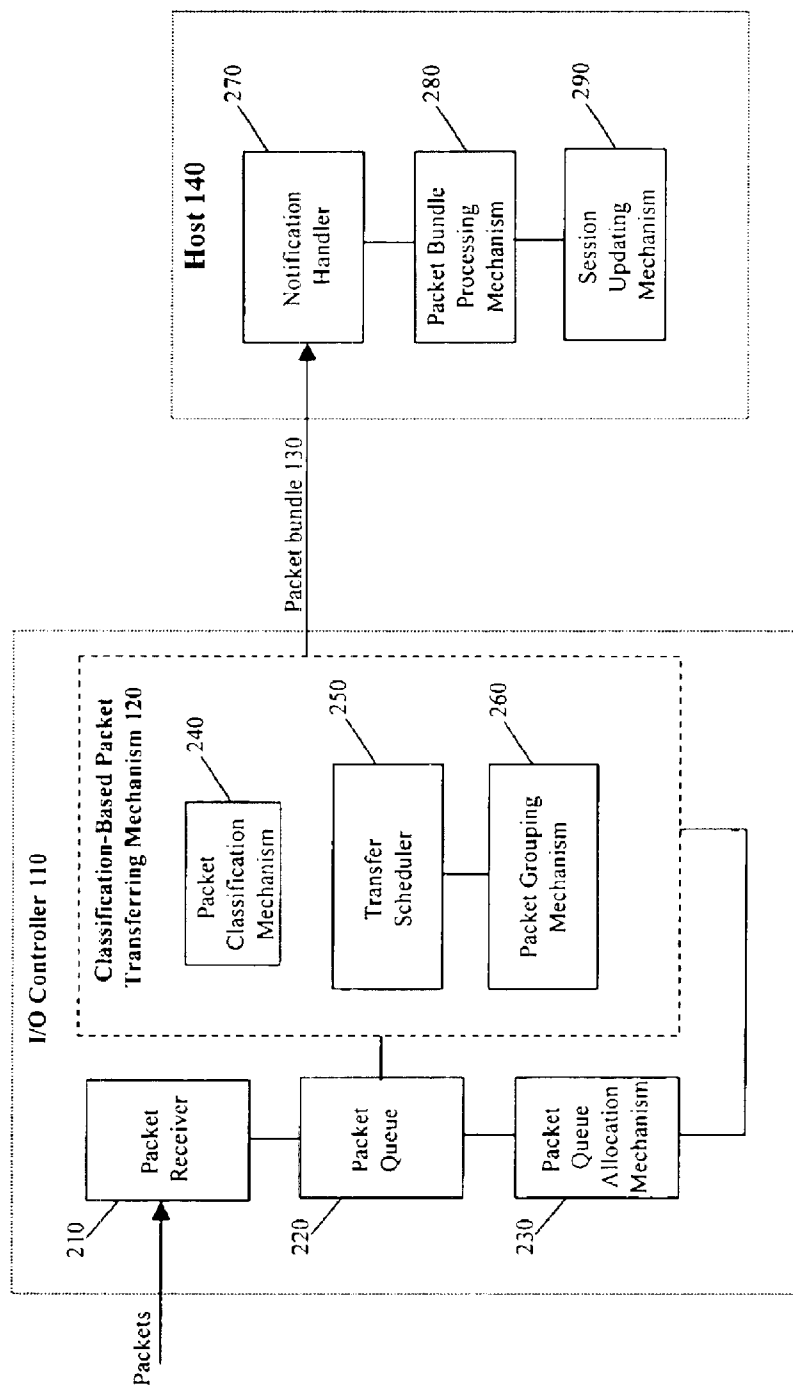 Packets
I/O Controller 110
210
Packet
Receiver
220
Packet
Queue
230
Packet
Queue
Allocation
Mechanism
Classification-Based Packet
Transferring Mechanism 120
240
Packet
Classification
Mechanism
250
Transfer
Scheduler
260
Packet Grouping
Mechanism
Packet bundle 130
Host 140
270
Notification
Handler
280
Packet Bundle
Processing
Mechanism
290
Session
Updating
Mechanism